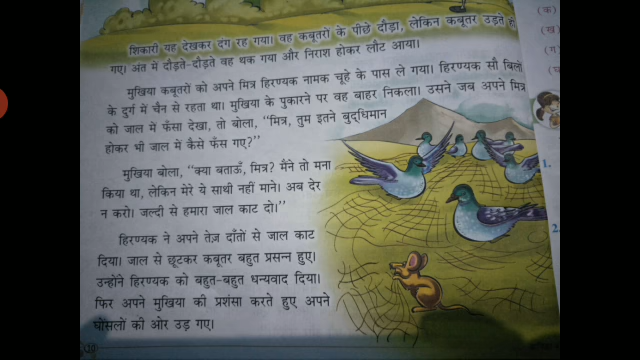 शिकारी यह देखकर दंग रह गया। वह कबूतरों के पीछे दौड़ा, लेकिन कबूतर उड़ते ही
गए। अंत में दौड़ते-दौड़ते वह थक गया और निराश होकर लौट आया।
मुखिया कबूतरों को अपने मित्र हिरण्यक नामक चूहे के पास ले गया। हिरण्यक सौ बिलों
के दुर्ग में चैन से रहता था। मुखिया के पुकारने पर वह बाहर निकला। उसने जब अपने मित्र
को जाल में फँसा देखा, तो बोला, “मित्र, तुम इतने बुद्धिमान
होकर भी जाल में कैसे फँस गए?”
मुखिया बोला, “क्या बताऊँ, मित्र? मैंने तो मना
किया था, लेकिन मेरे ये साथी नहीं माने। अब देर
न करो। जल्दी से हमारा जाल काट दो।”
हिरण्यक ने अपने तेज़ दाँतों से जाल काट
दिया। जाल से छूटकर कबूतर बहुत प्रसन्न हुए।
उन्होंने हिरण्यक को बहुत-बहुत धन्यवाद दिया।
फिर अपने मुखिया की प्रशंसा करते हुए अपने
घोंसलों की ओर उड़ गए।
(क)
(ख)
(ग)
1.
2.